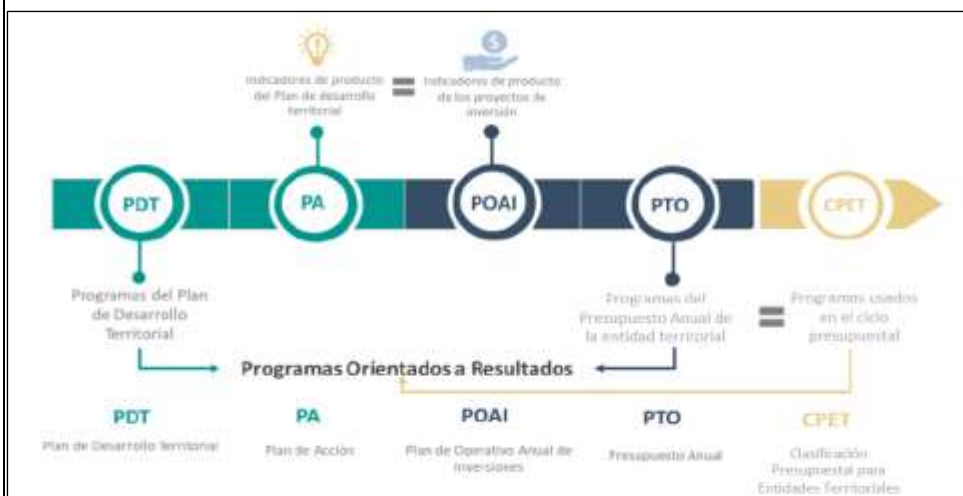 Indicadores de producto
del Plan de desarrollo
territorial
=
Indicadores de producto
de los proyectos de
inversión
$
PDT
PA
POAI
PTO
CPET
Programas del Plan
de Desarrollo
Territorial
Programas del
Presupuesto Anual de
la entidad territorial
=
Programas usados
en el ciclo
presupuestal
Programas Orientados a Resultados
PDT
Plan de Desarrollo Territorial
PA
Plan de Acción
POAI
Plan de Operativo Anual de
Inversiones
PTO
Presupuesto Anual
CPET
Clasificación
Presupuestal para
Entidades Territoriales